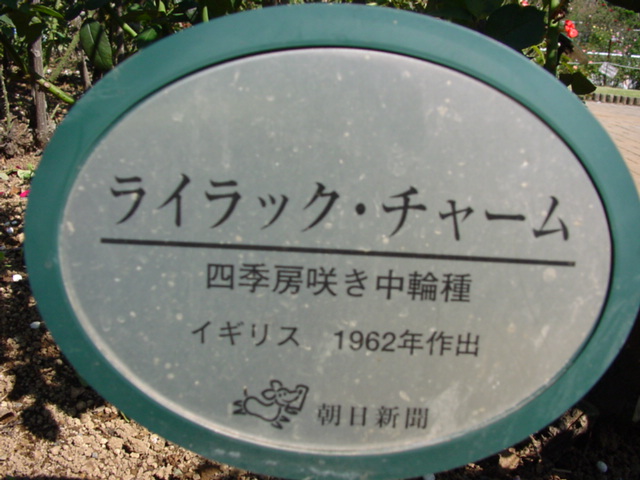 ライラック・チャーム
四季房咲き中輪種
イギリス 1962年作出
朝日新聞